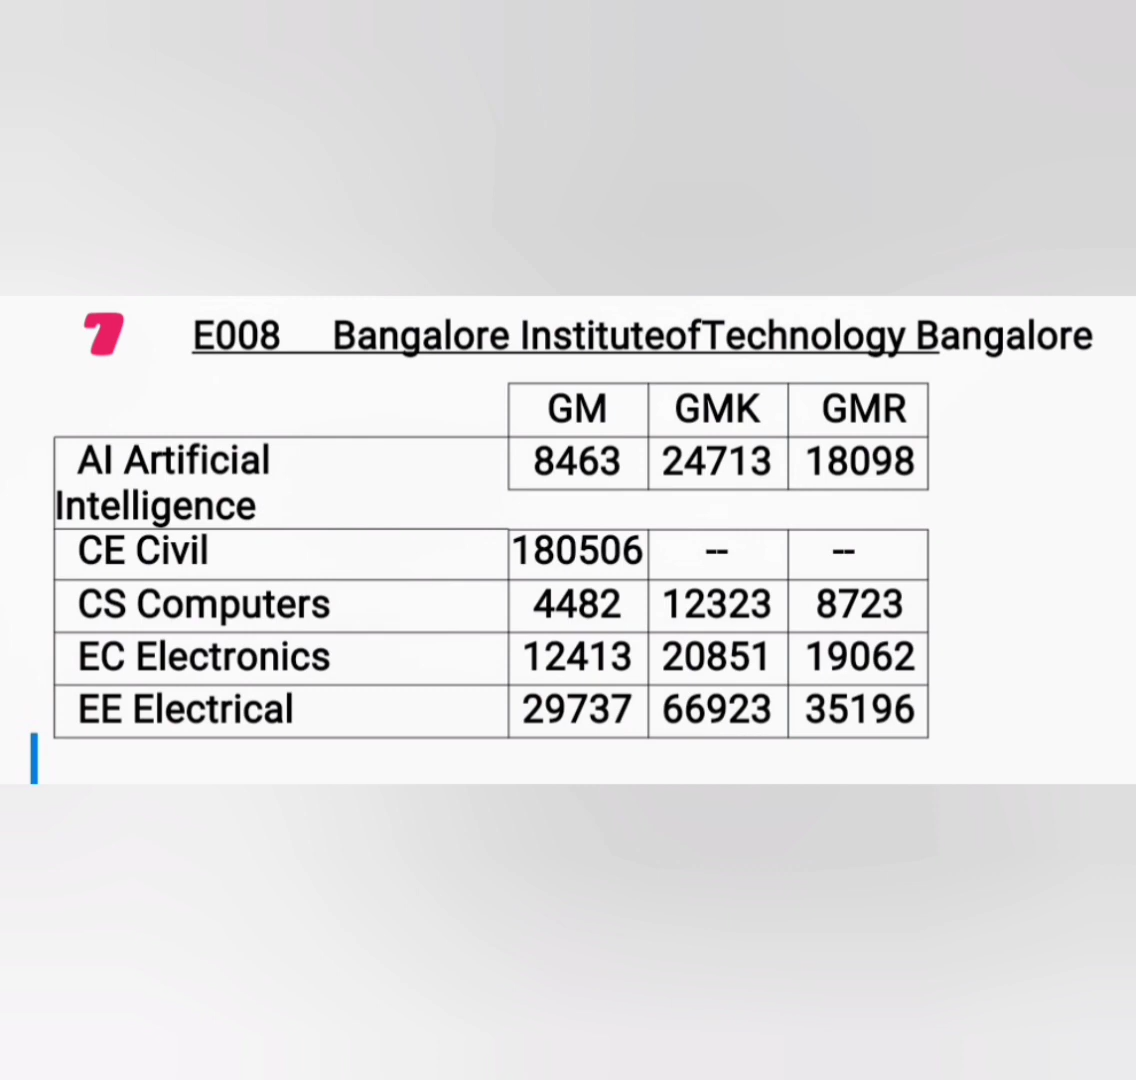 7 E008 Bangalore InstituteofTechnology Bangalore
GM GMK GMR
AI Artificial 8463 24713 18098
Intelligence
CE Civil 180506 -- --
CS Computers 4482 12323 8723
EC Electronics 12413 20851 19062
EE Electrical 29737 66923 35196